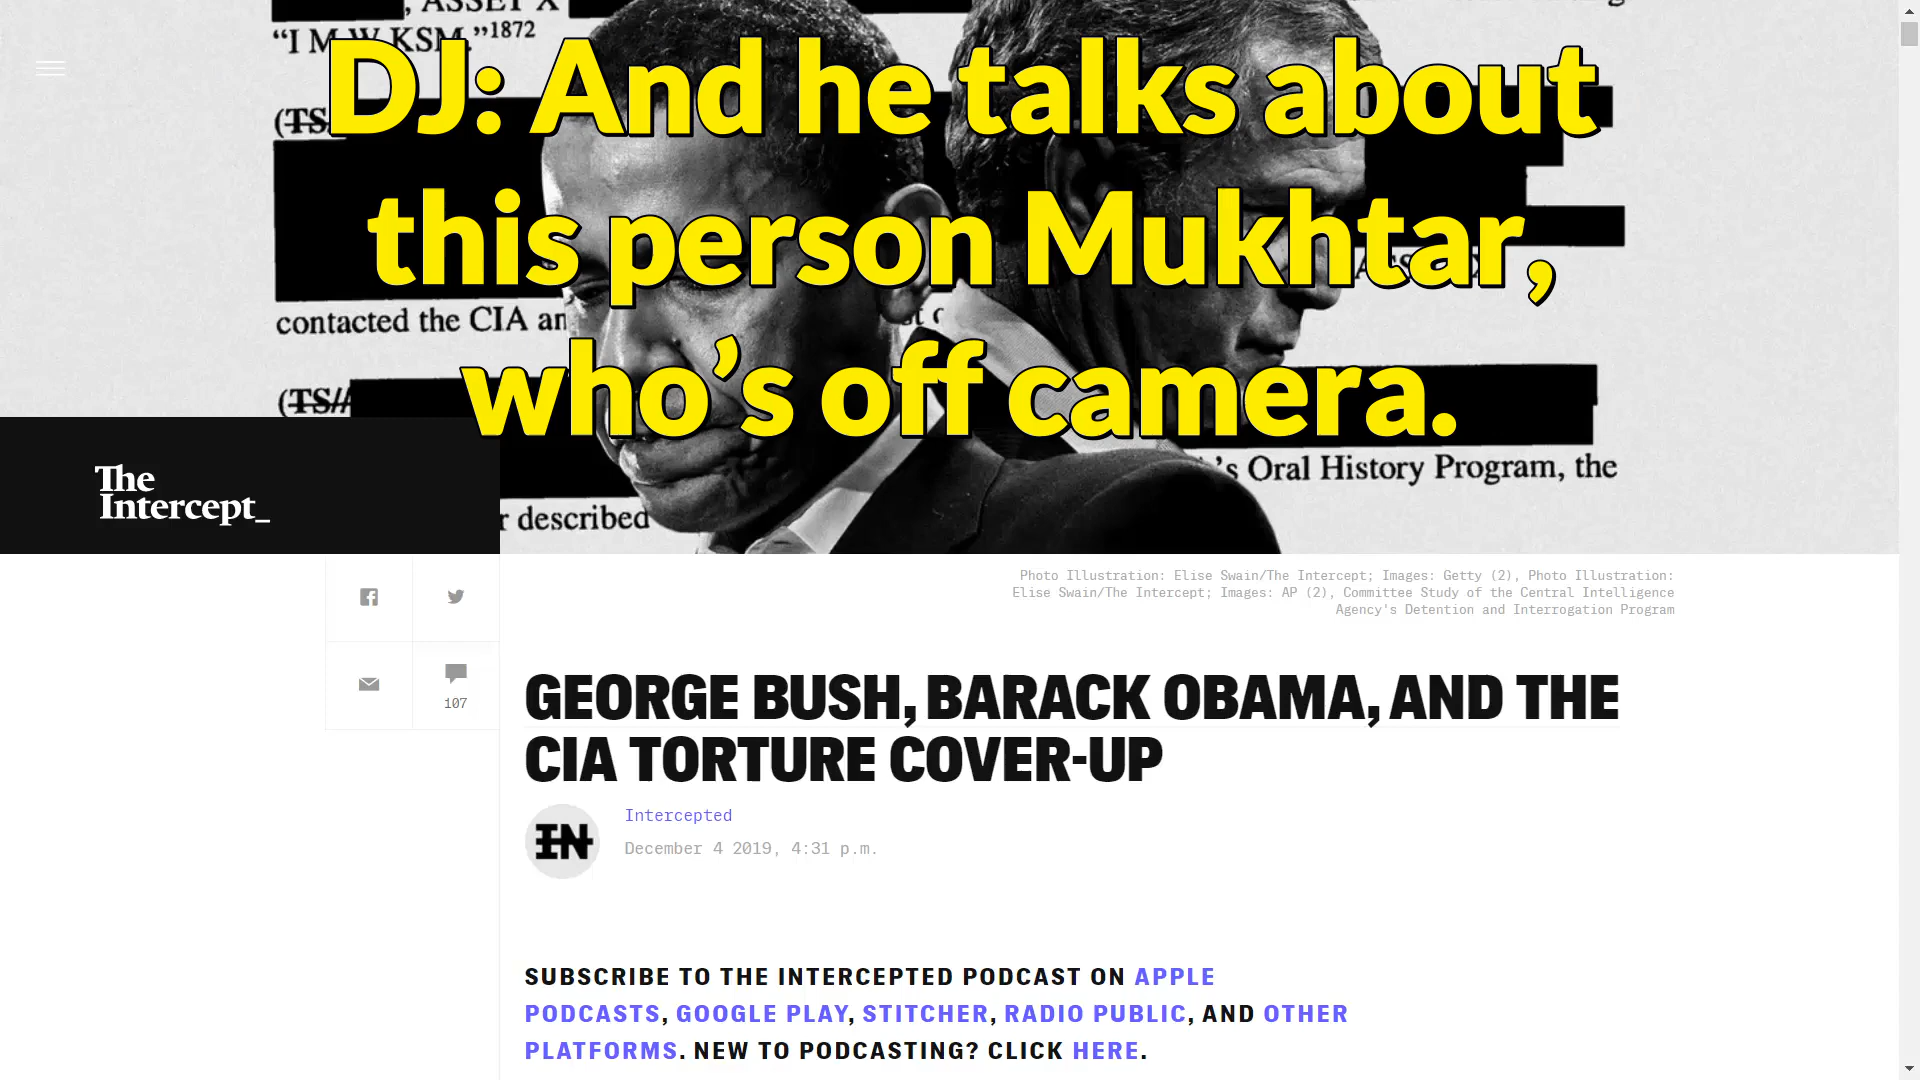 , ASSET X
“I M W KSM.”1872
DJ: And he talks about
(TS
this person Mukhtar,
contacted the CIA an
who’s off camera.
(TS//
's Oral History Program, the
r described
The
Intercept_
Photo Illustration: Elise Swain/The Intercept; Images: Getty (2), Photo Illustration:
Elise Swain/The Intercept; Images: AP (2), Committee Study of the Central Intelligence
Agency's Detention and Interrogation Program
107
GEORGE BUSH, BARACK OBAMA, AND THE
CIA TORTURE COVER-UP
IN
Intercepted
December 4 2019, 4:31 p.m.
SUBSCRIBE TO THE INTERCEPTED PODCAST ON APPLE
PODCASTS, GOOGLE PLAY, STITCHER, RADIO PUBLIC, AND OTHER
PLATFORMS. NEW TO PODCASTING? CLICK HERE.